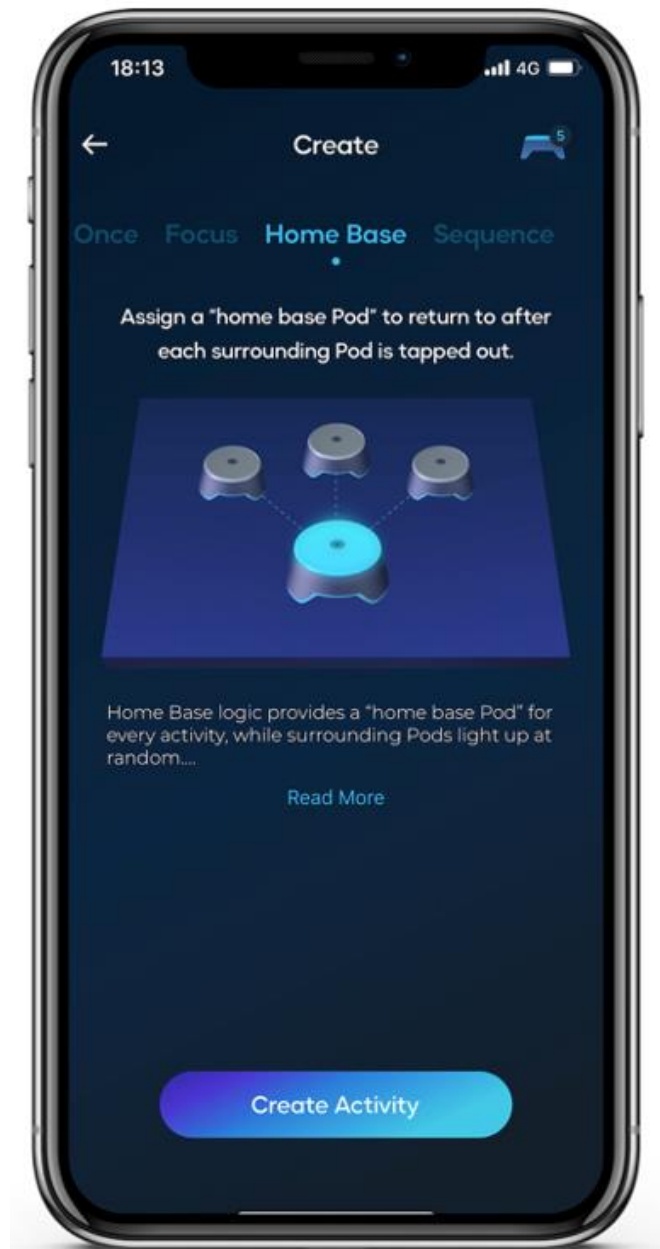 18:13
4G
Create
5
Once Focus Home Base Sequence
Assign a "home base Pod" to return to after
each surrounding Pod is tapped out.
Home Base logic provides a "home base Pod" for
every activity, while surrounding Pods light up at
random....
Read More
Create Activity